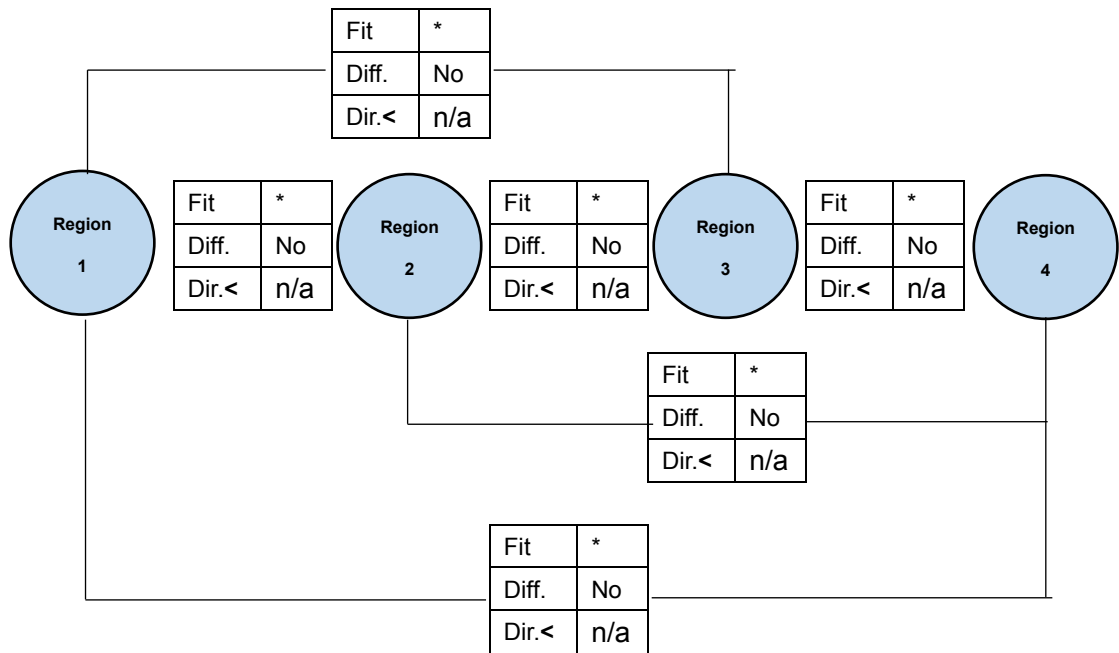 Fit *
Diff. No
Dir.< n/a
Region
1
Fit *
Diff. No
Dir.< n/a
Region
2
Fit *
Diff. No
Dir.< n/a
Region
3
Fit *
Diff. No
Dir.< n/a
Region
4
Fit *
Diff. No
Dir.< n/a
Fit *
Diff. No
Dir.< n/a